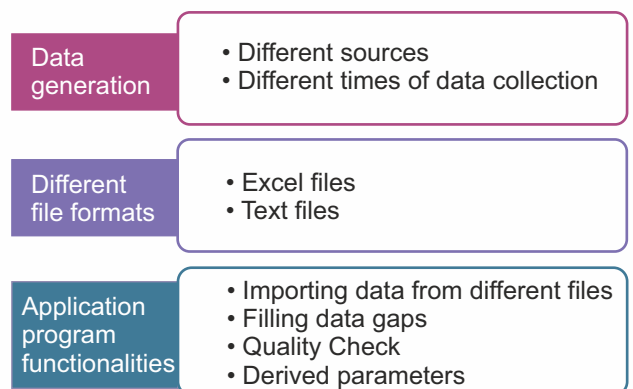 Data
generation
• Different sources
• Different times of data collection
Different
file formats
• Excel files
• Text files
Application
program
functionalities
• Importing data from different files
• Filling data gaps
• Quality Check
• Derived parameters